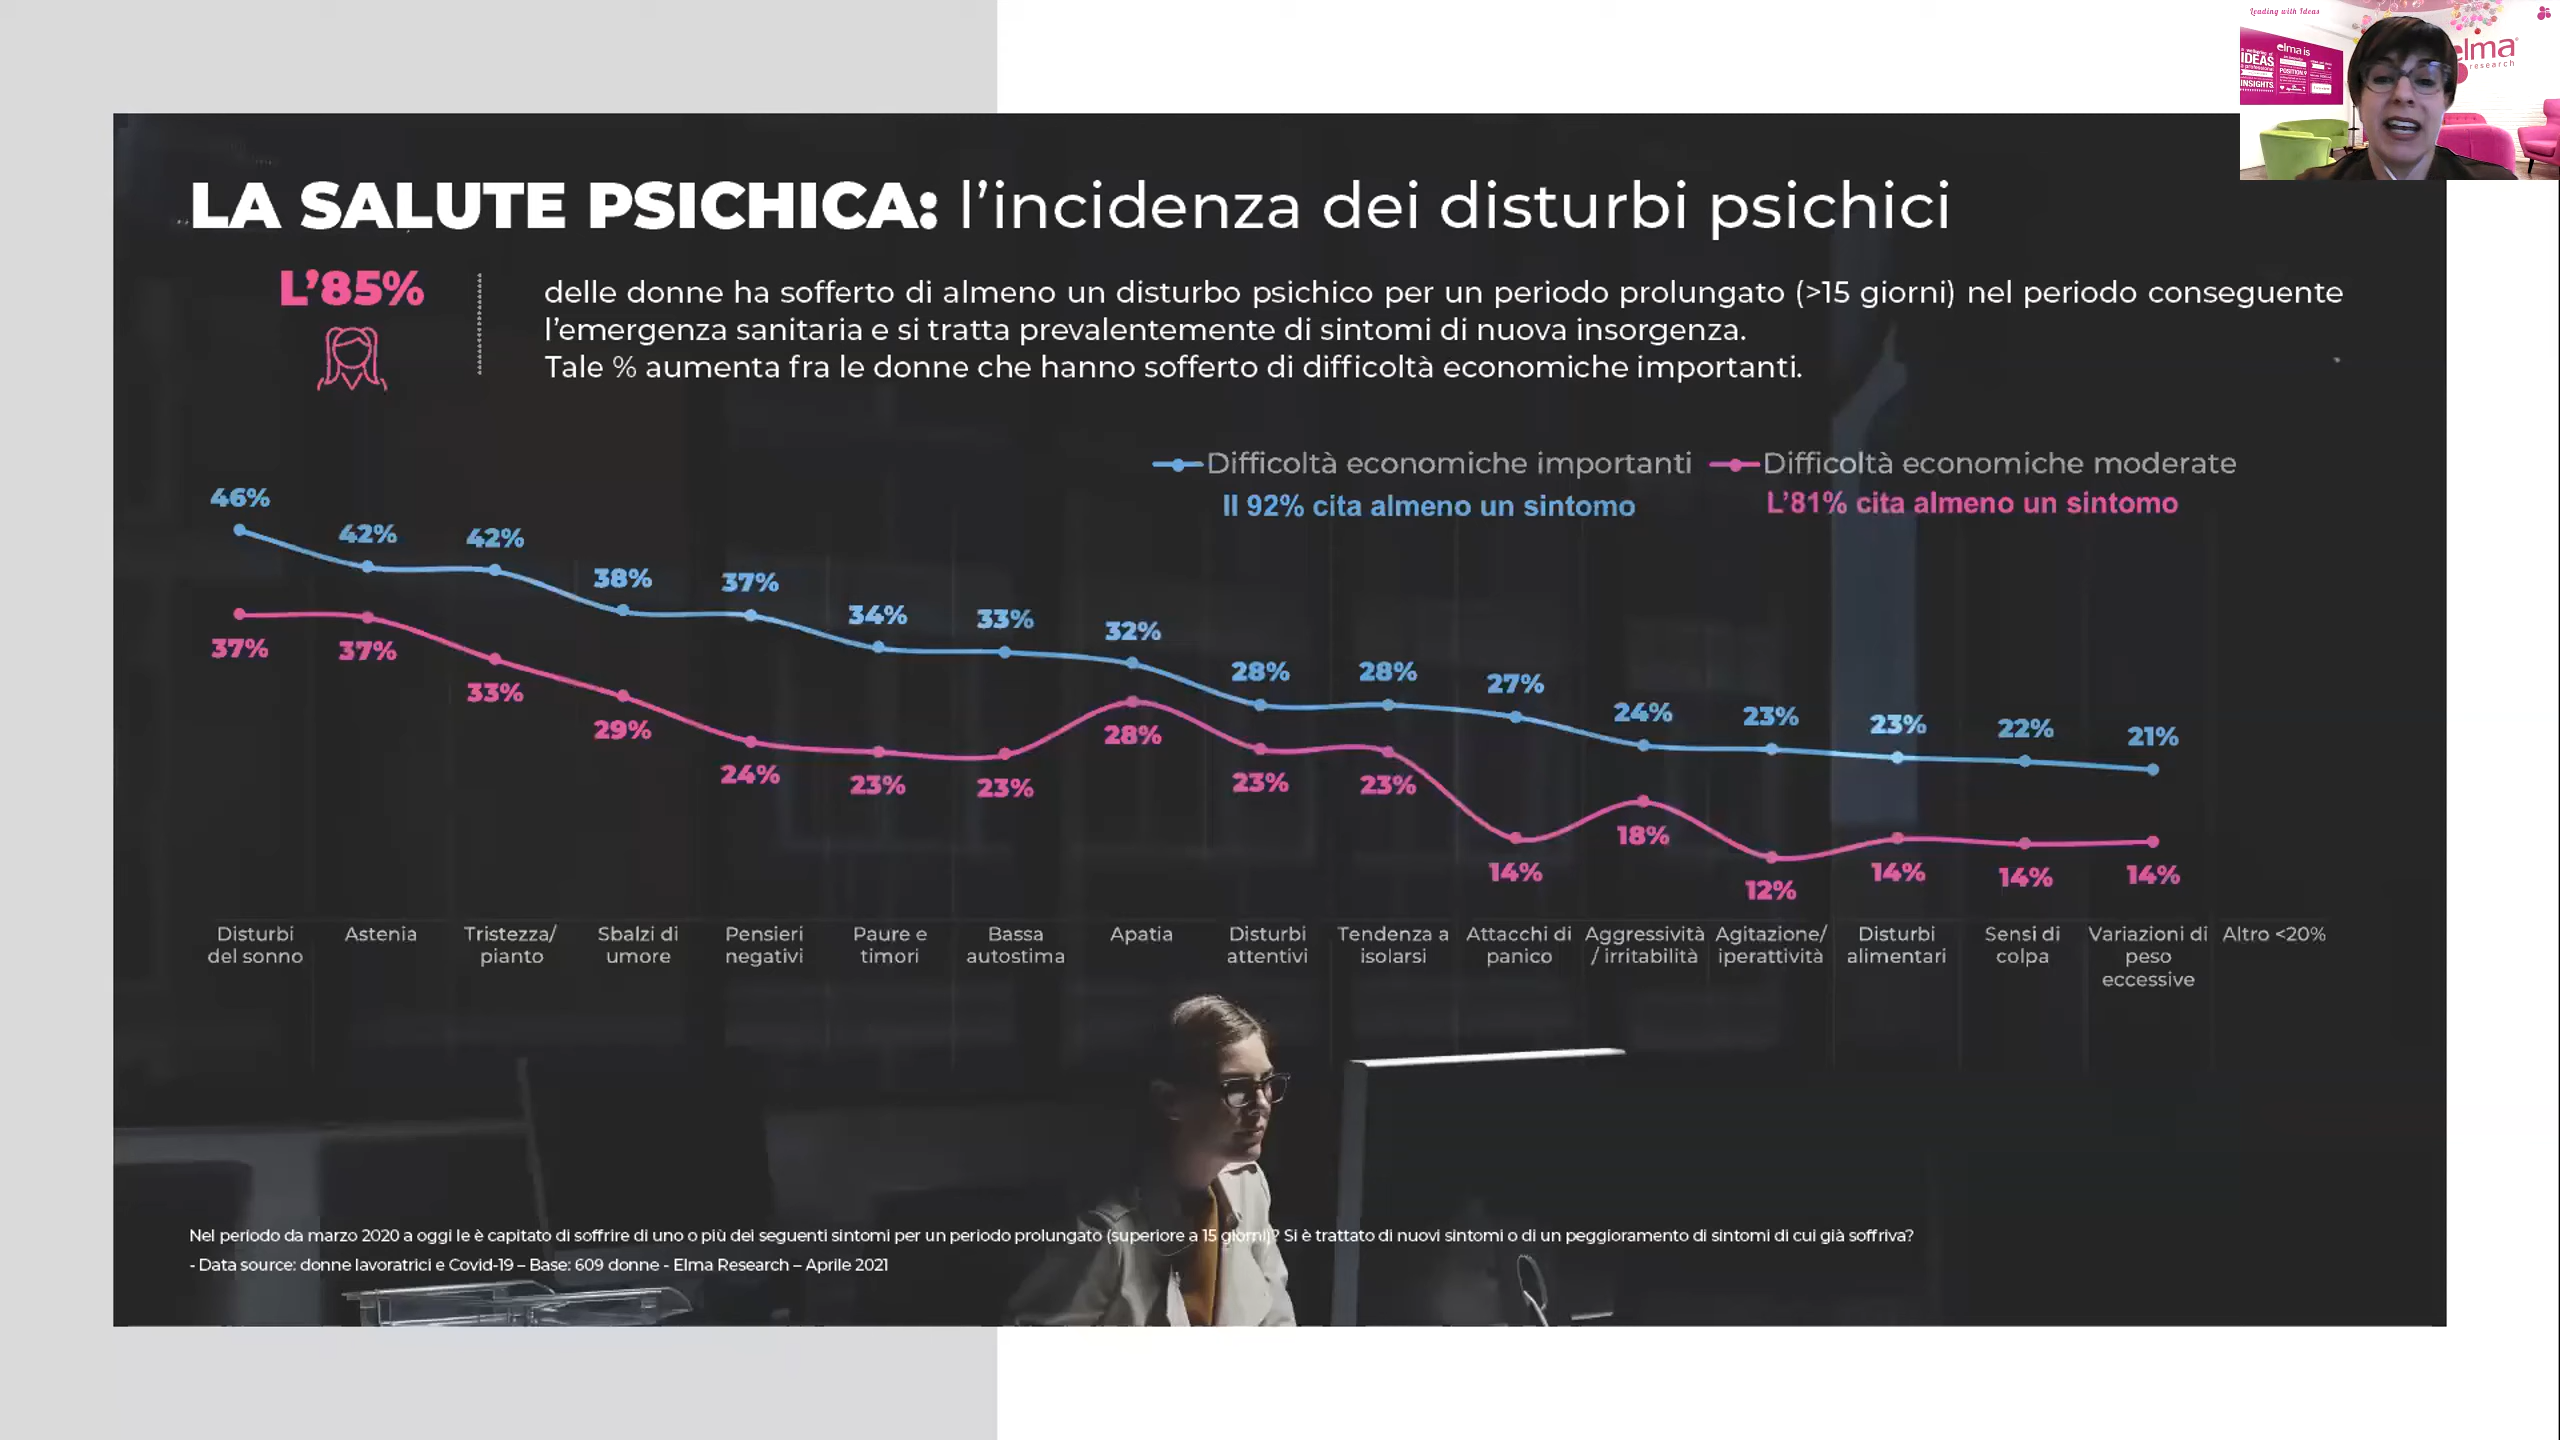 Leading with Ideas
elma is
IDEAS
POSITION
INSIGHTS
elma
research
LA SALUTE PSICHICA: l'incidenza dei disturbi psichici
L'85%
delle donne ha sofferto di almeno un disturbo psichico per un periodo prolungato (>15 giorni) nel periodo conseguente
l'emergenza sanitaria e si tratta prevalentemente di sintomi di nuova insorgenza.
Tale % aumenta fra le donne che hanno sofferto di difficoltà economiche importanti.
Difficoltà economiche importanti Difficoltà economiche moderate
Il 92% cita almeno un sintomo L'81% cita almeno un sintomo
46% 42% 42% 38% 37% 34% 33% 32% 28% 28% 27% 24% 23% 23% 22% 21%
37% 37% 33% 29% 24% 23% 23% 28% 23% 23% 14% 18% 12% 14% 14% 14%
Disturbi Astenia Tristezza/ Sbalzi di Pensieri Paure e Bassa Apatia Disturbi Tendenza a Attacchi di Aggressività Agitazione/ Disturbi Sensi di Variazioni di Altro <20%
del sonno pianto umore negativi timori autostima attentivi isolarsi panico / irritabilità iperattività alimentari colpa peso
eccessive
Nel periodo da marzo 2020 a oggi le è capitato di soffrire di uno o più dei seguenti sintomi per un periodo prolungato (superiore a 15 giorni)? Si è trattato di nuovi sintomi o di un peggioramento di sintomi di cui già soffriva?
- Data source: donne lavoratrici e Covid-19 – Base: 609 donne - Elma Research – Aprile 2021